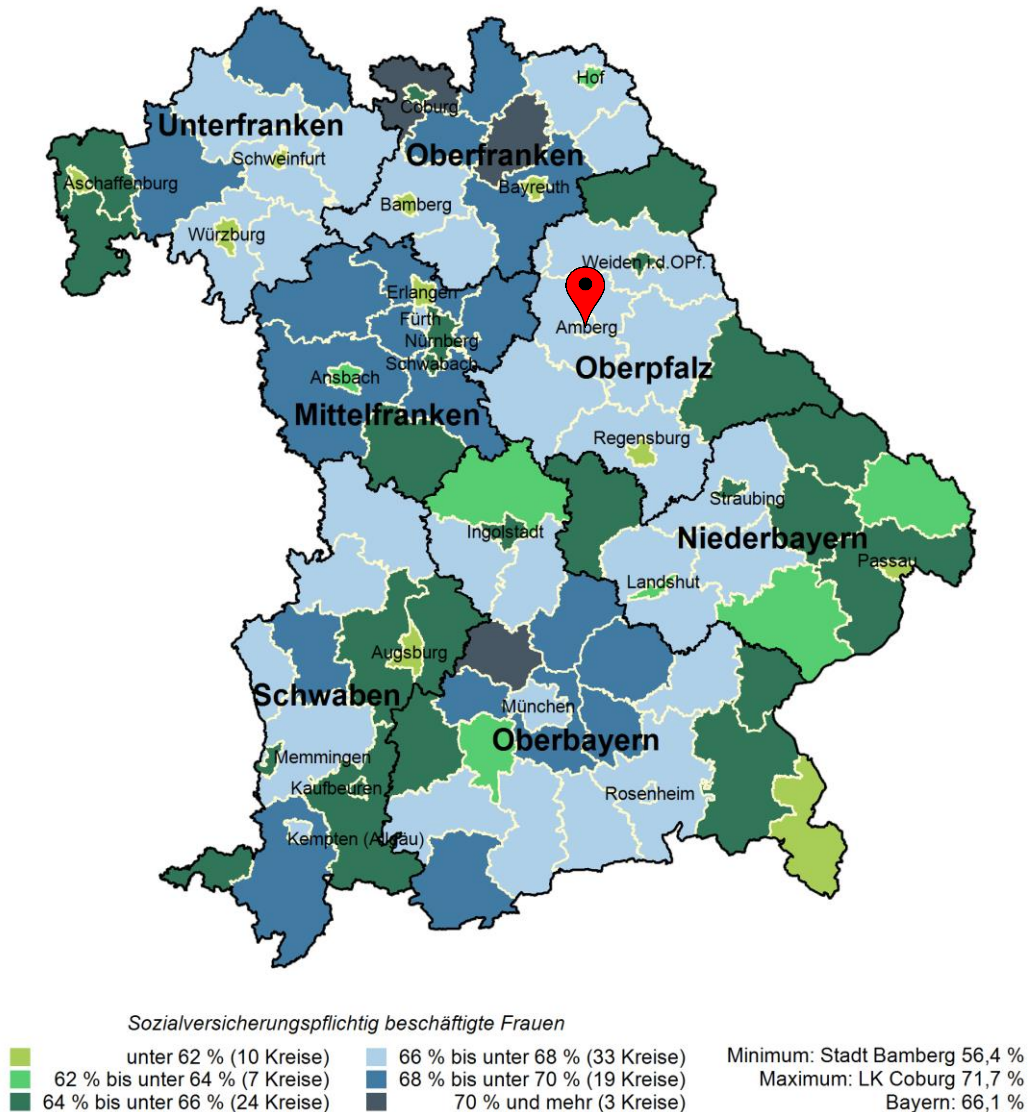 Hof
Coburg
Unterfranken
Oberfranken
Schweinfurt
Aschaffenburg
Bayreuth
Bamberg
Würzburg
Weiden i.d.OPf.
Erlangen
Fürth
Amberg
Nürnberg
Schwabach
Oberpfalz
Ansbach
Mittelfranken
Regensburg
Straubing
Ingolstadt
Niederbayern
Passau
Landshut
Augsburg
Schwaben
München
Oberbayern
Memmingen
Kaufbeuren
Rosenheim
Kempten (Allgäu)
Sozialversicherungspflichtig beschäftigte Frauen
unter 62 % (10 Kreise)
62 % bis unter 64 % (7 Kreise)
64 % bis unter 66 % (24 Kreise)
66 % bis unter 68 % (33 Kreise)
68 % bis unter 70 % (19 Kreise)
70 % und mehr (3 Kreise)
Minimum: Stadt Bamberg 56,4 %
Maximum: LK Coburg 71,7 %
Bayern: 66,1 %